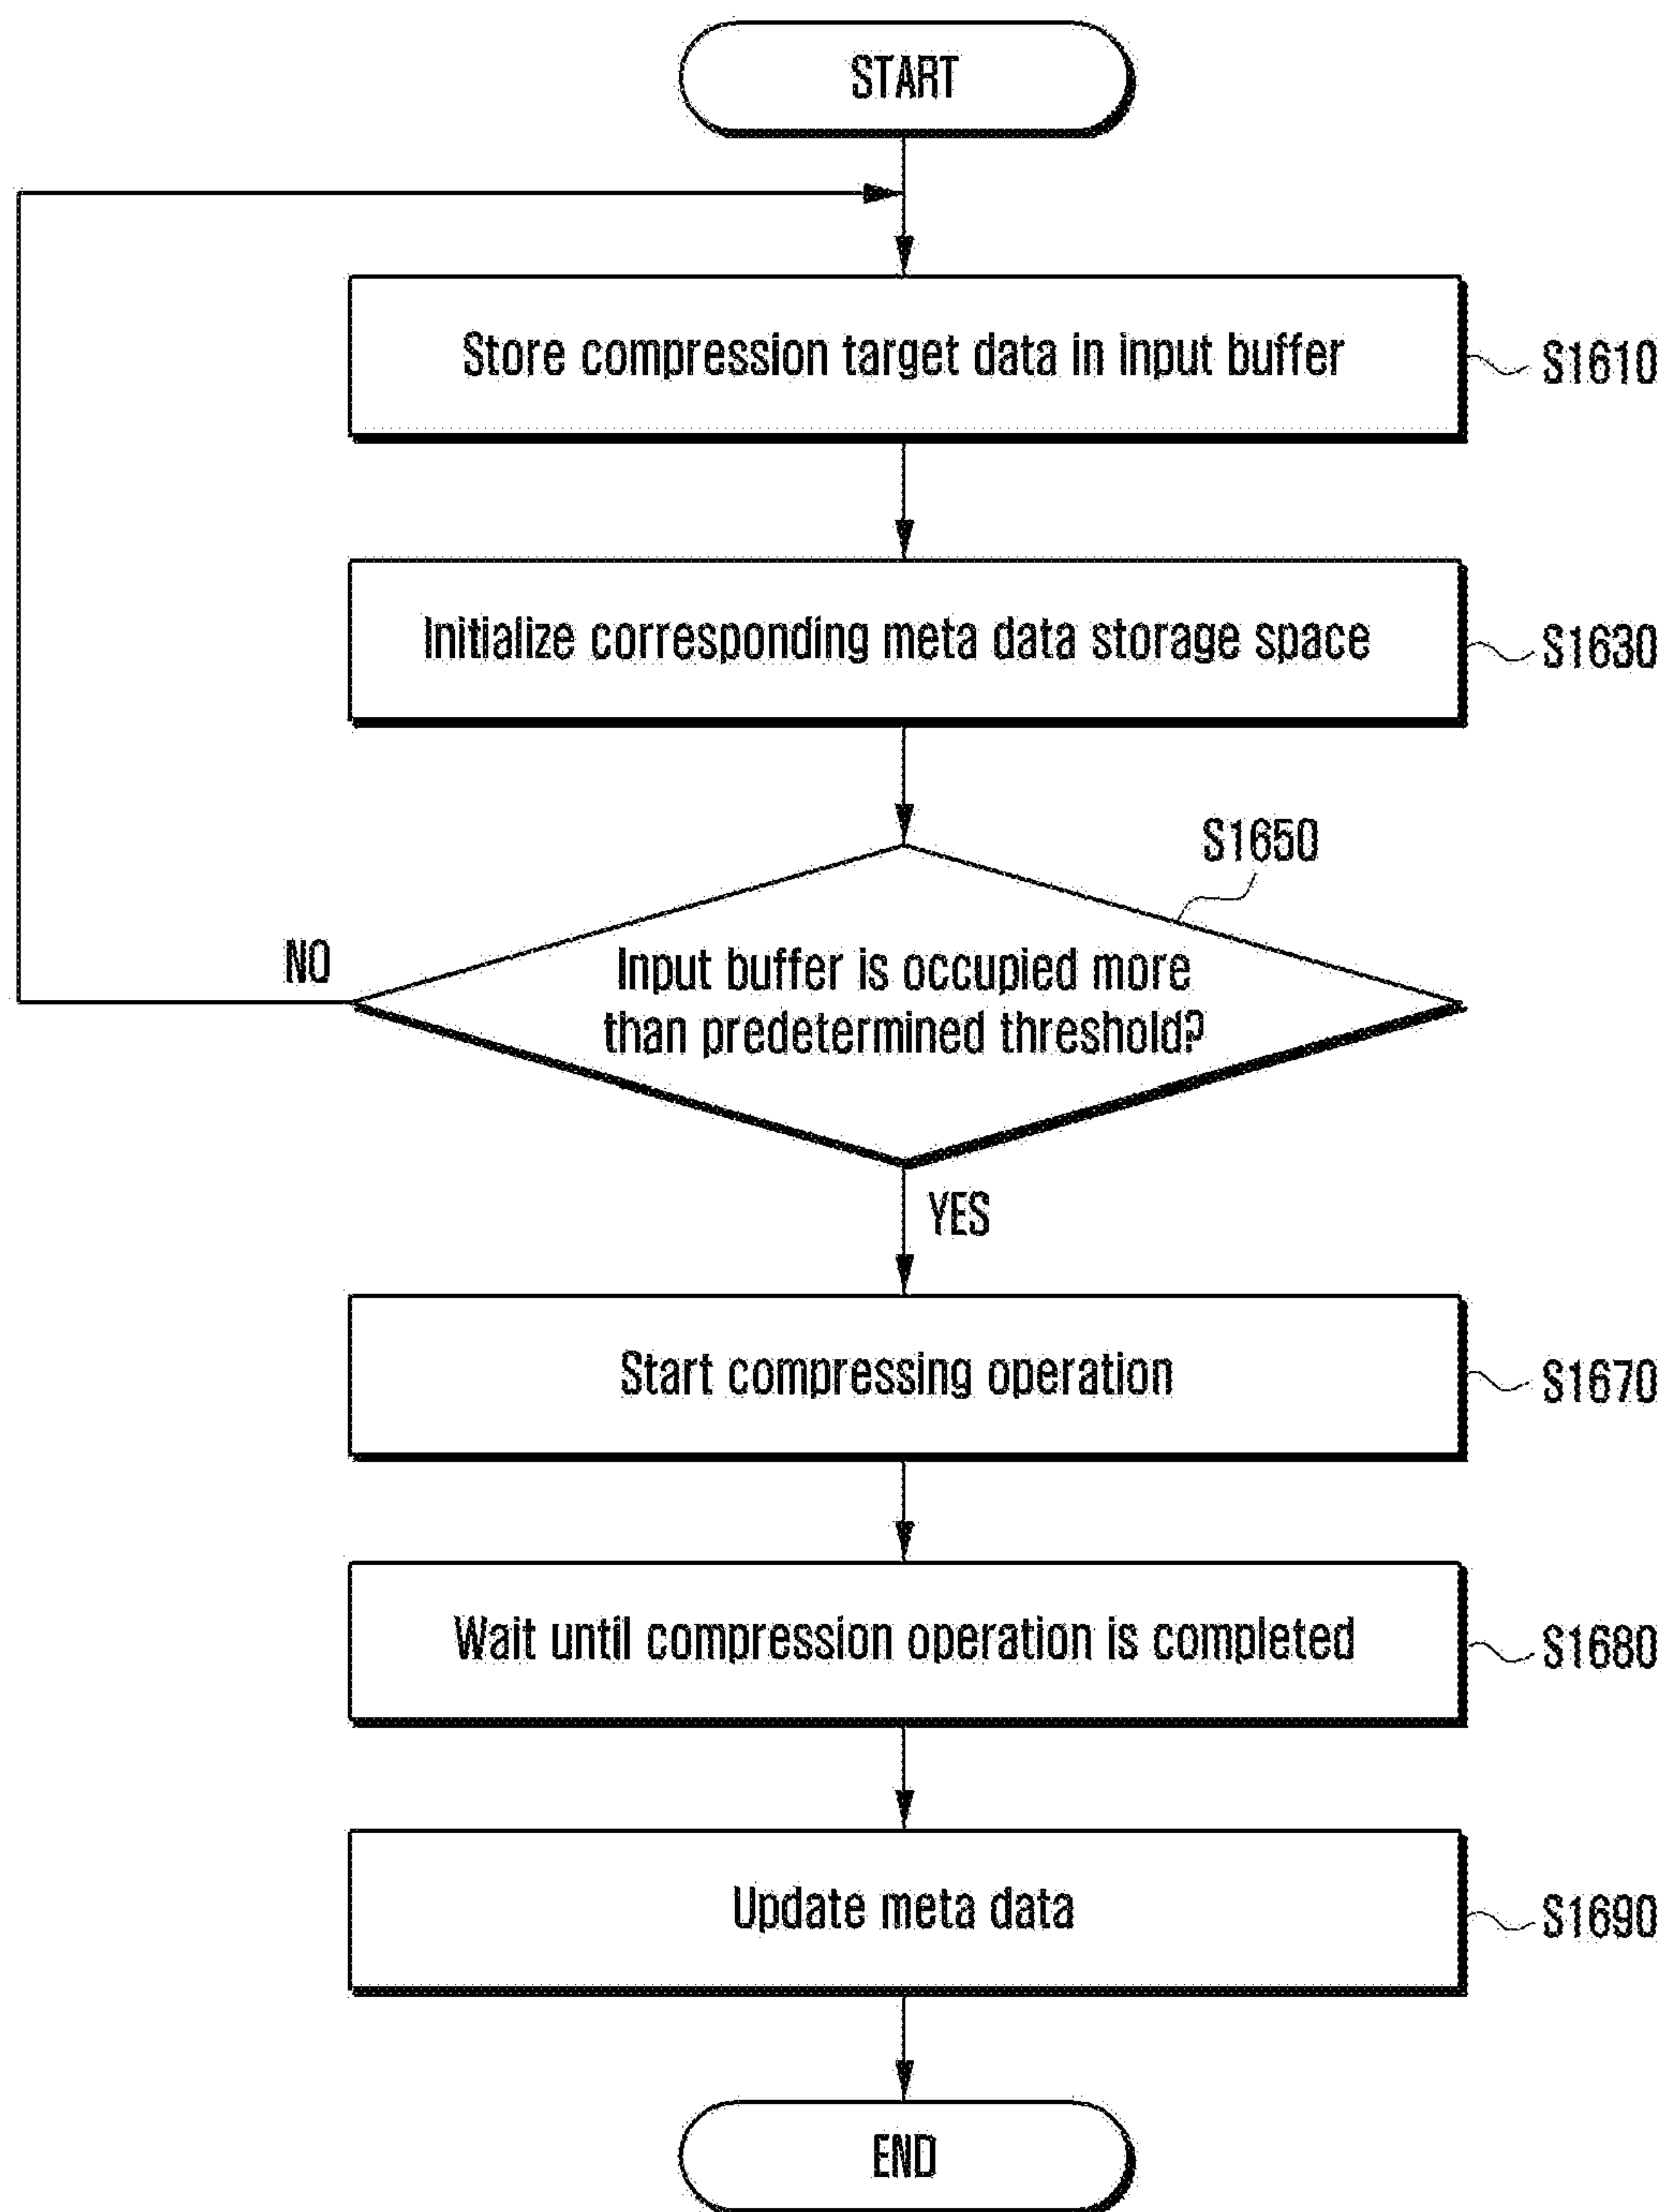 START
Store compression target data in input buffer
S1610
Initialize corresponding meta data storage space
S1630
S1650
NO
Input buffer is occupied more
than predetermined threshold?
YES
Start compressing operation
S1670
Wait until compression operation is completed
S1680
Update meta data
S1690
END